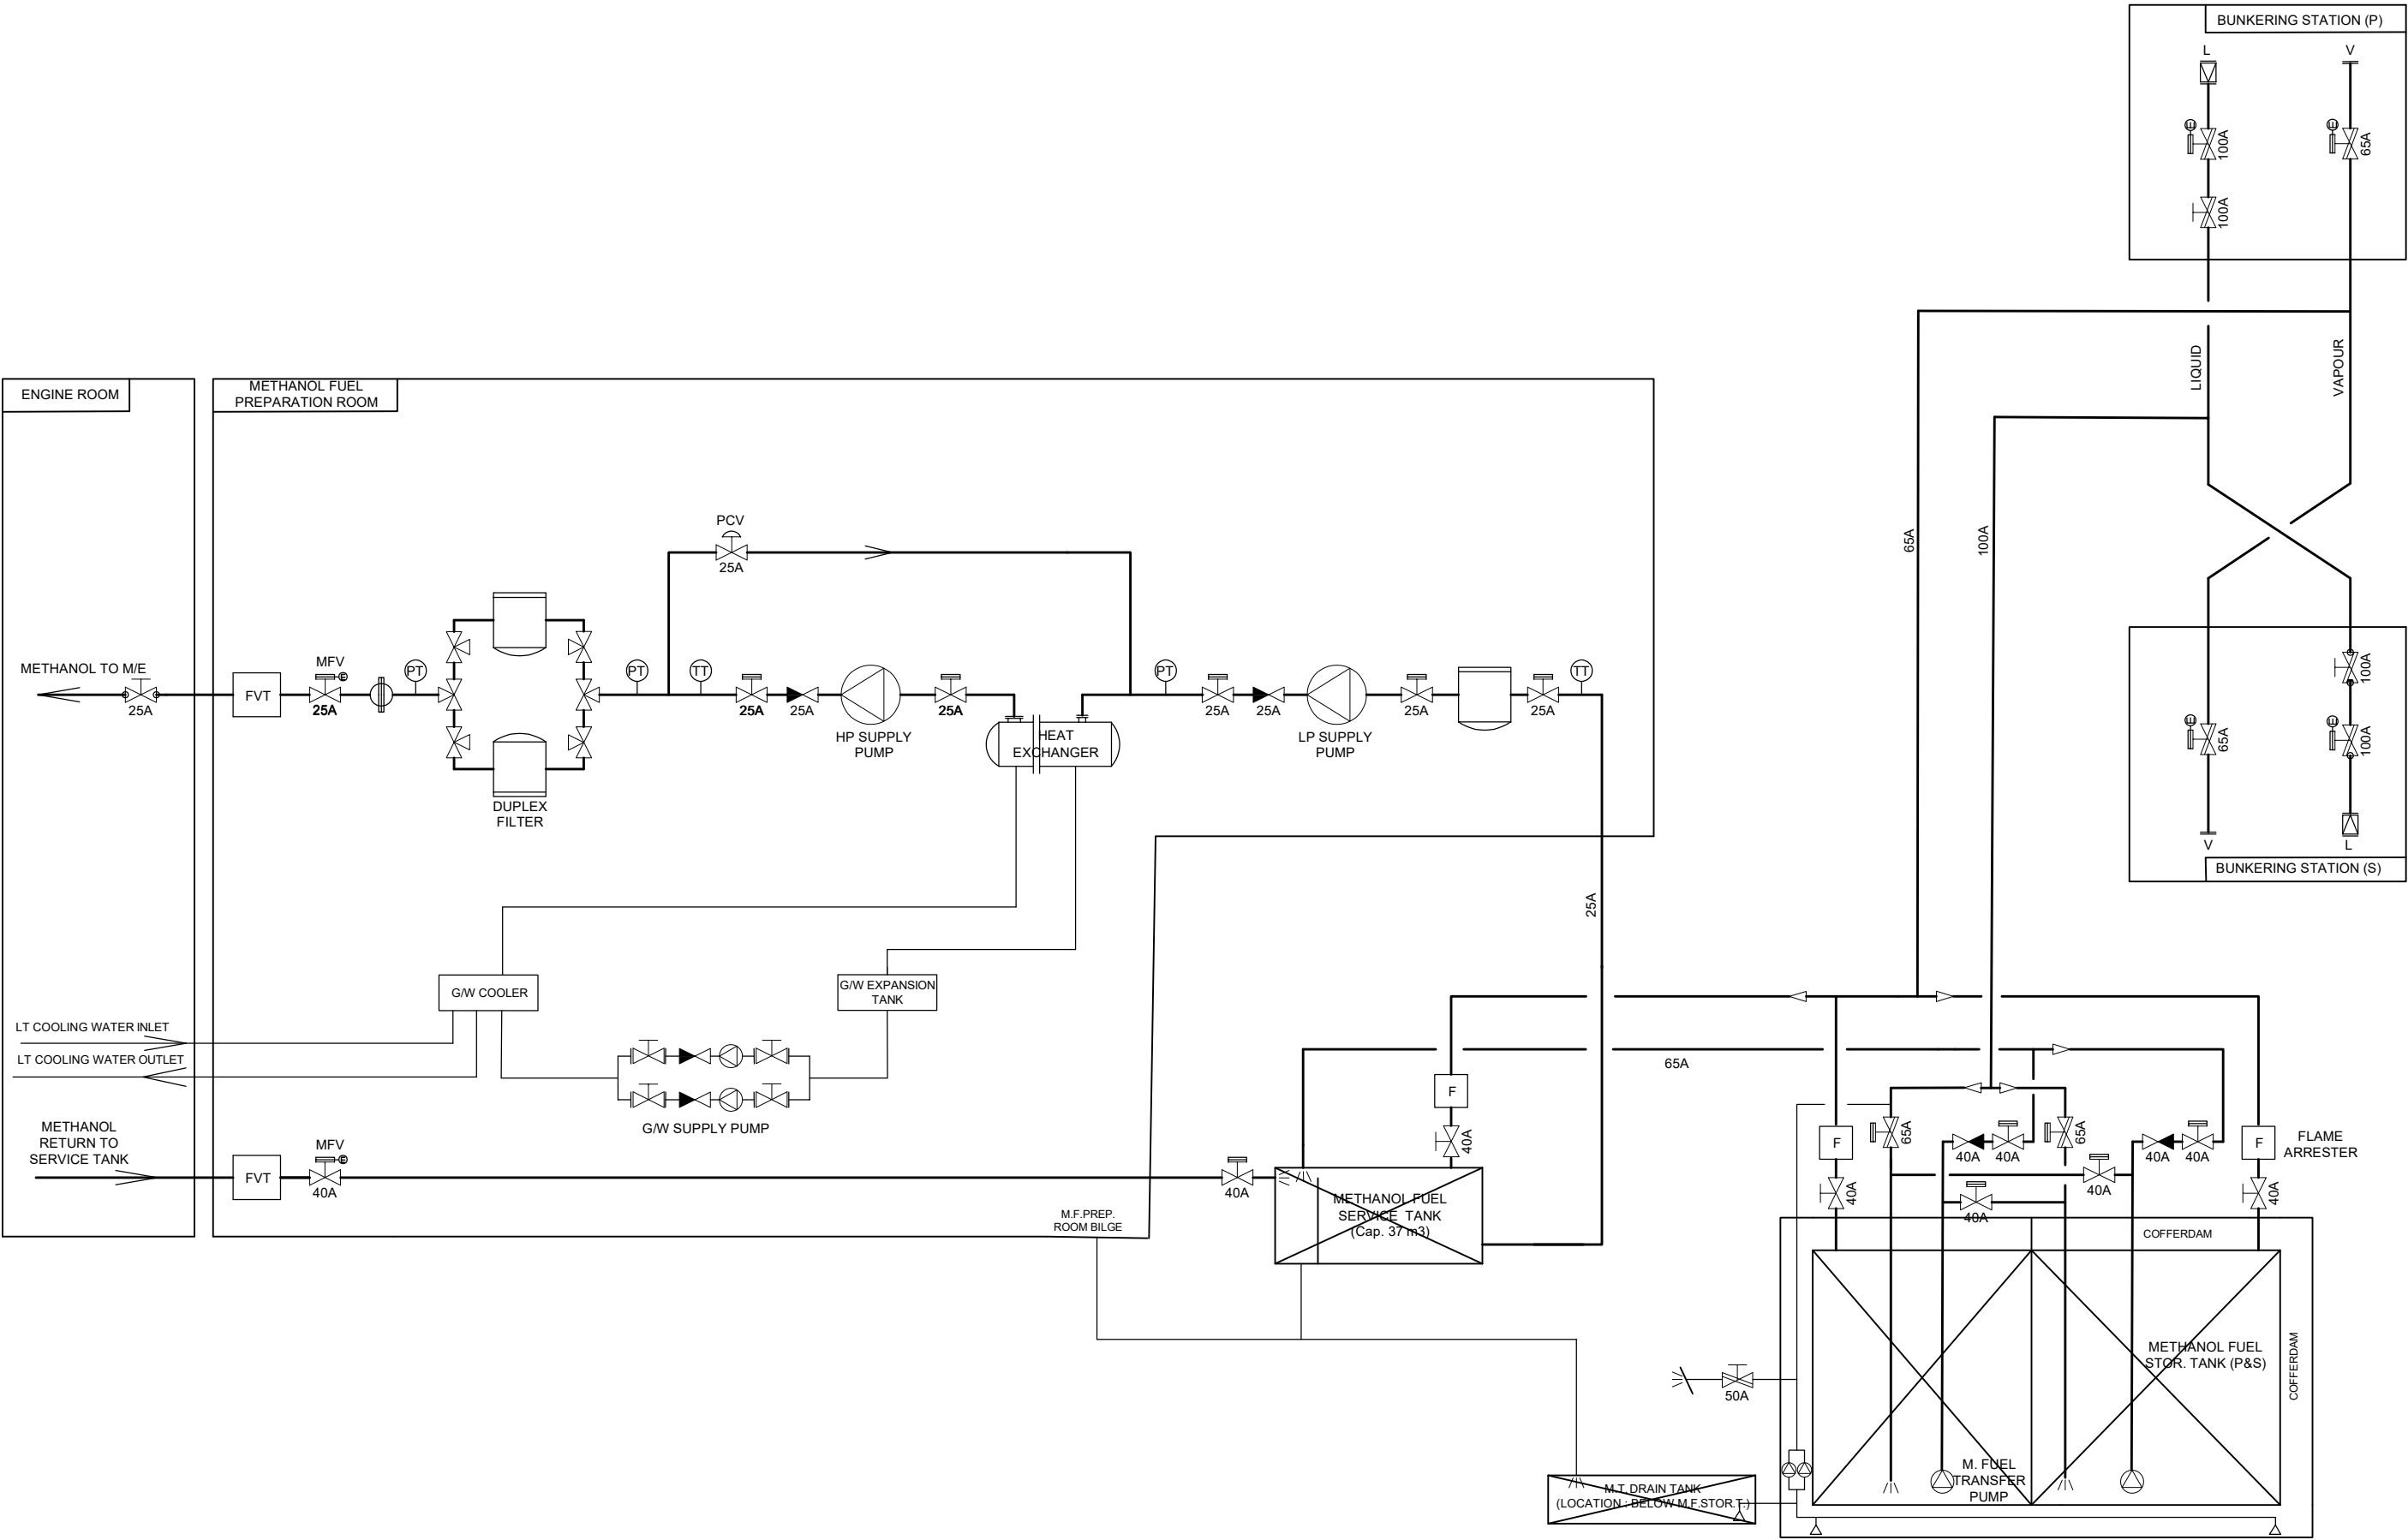 BUNKERING STATION (P)
L
V
E
E
100A
65A
100A
LIQUID
VAPOUR
65A
100A
ENGINE ROOM
METHANOL FUEL
PREPARATION ROOM
PCV
25A
METHANOL TO M/E
25A
FVT
MFV
E
25A
PT
DUPLEX
FILTER
PT
TT
25A
25A
HP SUPPLY
PUMP
25A
HEAT
EXCHANGER
PT
25A
25A
LP SUPPLY
PUMP
25A
25A
TT
25A
100A
E
65A
E
100A
V
L
BUNKERING STATION (S)
G/W COOLER
G/W EXPANSION
TANK
LT COOLING WATER INLET
LT COOLING WATER OUTLET
G/W SUPPLY PUMP
METHANOL
RETURN TO
SERVICE TANK
FVT
MFV
E
40A
M.F.PREP.
ROOM BILGE
40A
65A
F
40A
METHANOL FUEL
SERVICE TANK
(Cap. 37 m3)
F
40A
65A
40A
40A
65A
40A
40A
40A
40A
F
FLAME
ARRESTER
40A
COFFERDAM
COFFERDAM
METHANOL FUEL
STOR. TANK (P&S)
50A
M. FUEL
TRANSFER
PUMP
M.T. DRAIN TANK
(LOCATION : BELOW M.F.STOR.T.)